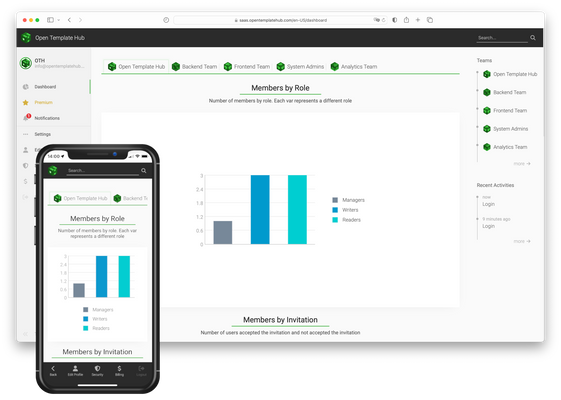 saas.opentemplatehub.com/en-US/dashboard
Open Template Hub
Search...
OTH
info@opentemplatehub...
Dashboard
Premium
Notifications
Settings
Open Template Hub
Backend Team
Frontend Team
System Admins
Analytics Team
Members by Role
Number of members by role. Each var represents a different role
3
2.4
1.8
1.2
0.6
0
Managers
Writers
Readers
Members by Invitation
Number of users accepted the invitation and not accepted the invitation
Teams
Open Template Hub
Backend Team
Frontend Team
System Admins
Analytics Team
more
Recent Activities
now
Login
9 minutes ago
Login
more
14:00
Search...
Open Template Hub
Backend Te
Members by Role
Number of members by role. Each var
represents a different role
3
2.4
1.8
1.2
0.6
0
Managers
Writers
Readers
Members by Invitation
Back
Edit Profile
Security
Billing